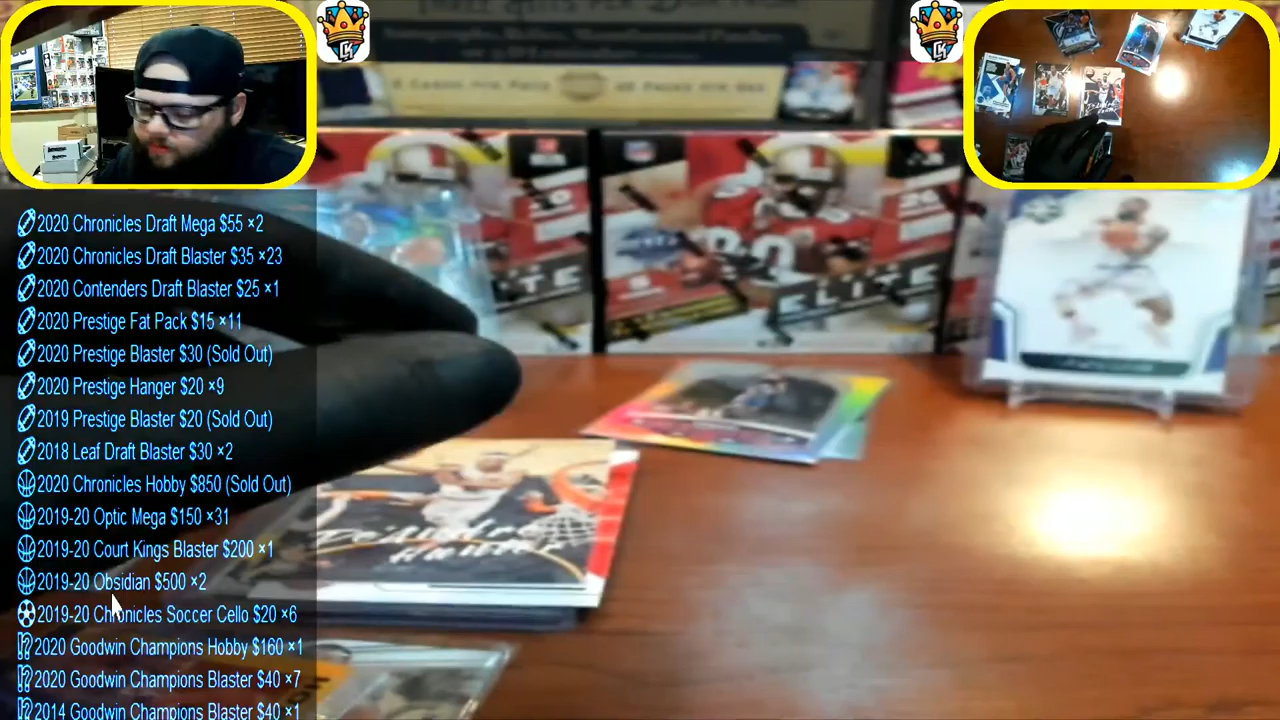 2020 Chronicles Draft Mega $55 ×2
2020 Chronicles Draft Blaster $35 ×23
2020 Contenders Draft Blaster $25 ×1
2020 Prestige Fat Pack $15 ×11
2020 Prestige Blaster $30 (Sold Out)
2020 Prestige Hanger $20 ×9
2019 Prestige Blaster $20 (Sold Out)
2018 Leaf Draft Blaster $30 ×2
2020 Chronicles Hobby $850 (Sold Out)
2019-20 Optic Mega $150 ×31
2019-20 Court Kings Blaster $200 ×1
2019-20 Obsidian $500 ×2
2019-20 Chronicles Soccer Cello $20 ×6
2020 Goodwin Champions Hobby $160 ×1
2020 Goodwin Champions Blaster $40 ×7
2014 Goodwin Champions Blaster $40 ×1
ELITE
ELITE
De'Andre
Hunter